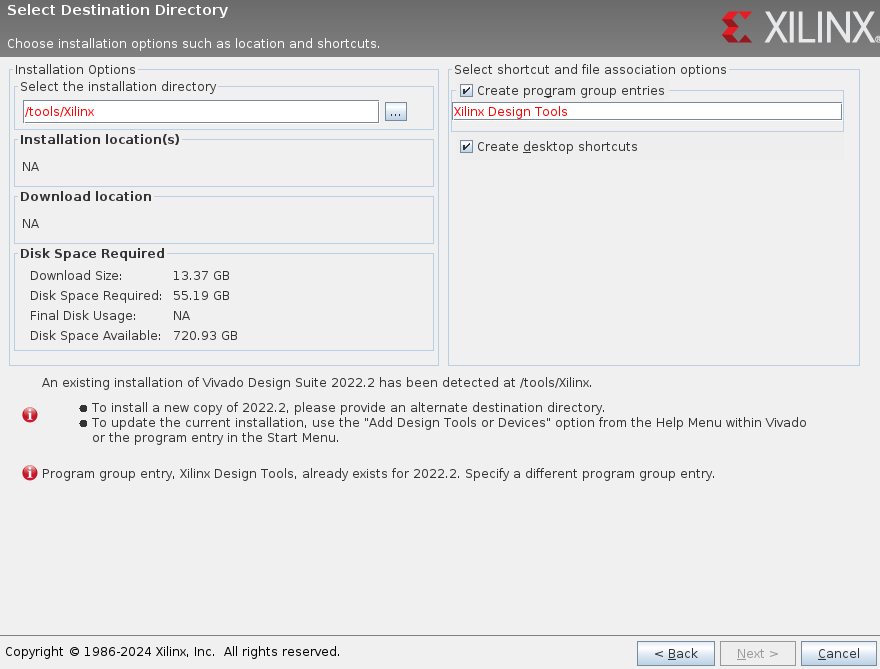 Select Destination Directory
Choose installation options such as location and shortcuts.
XILINX®
Installation Options
Select the installation directory
/tools/Xilinx
...
Installation location(s)
NA
Download location
NA
Disk Space Required
Download Size: 13.37 GB
Disk Space Required: 55.19 GB
Final Disk Usage: NA
Disk Space Available: 720.93 GB
Select shortcut and file association options
Create program group entries
Xilinx Design Tools
Create desktop shortcuts
An existing installation of Vivado Design Suite 2022.2 has been detected at /tools/Xilinx.
● To install a new copy of 2022.2, please provide an alternate destination directory.
● To update the current installation, use the "Add Design Tools or Devices" option from the Help Menu within Vivado
or the program entry in the Start Menu.
Program group entry, Xilinx Design Tools, already exists for 2022.2. Specify a different program group entry.
Copyright © 1986-2024 Xilinx, Inc. All rights reserved.
< Back
Next >
Cancel